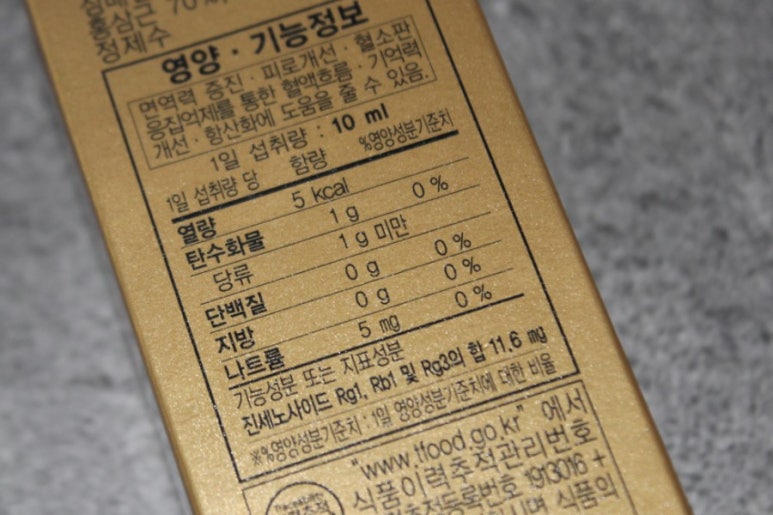 홍삼근 70
정제수
영양 · 기능정보
면역력 증진 · 피로개선 · 혈소판
응집억제를 통한 혈액흐름 · 기억력
개선 · 항산화에 도움을 줄 수 있음.
1일 섭취량 : 10 ml
1일 섭취량 당 함량 %영양성분기준치
열량 5 kcal
탄수화물 1 g 0 %
당류 1 g 미만
단백질 0 g 0 %
지방 0 g 0 %
나트륨 5 mg 0 %
기능성분 또는 지표성분
진세노사이드 Rg1, Rb1 및 Rg3의 합 11.6 mg
※%영양성분기준치 : 1일 영양성분기준치에 대한 비율
"www.tfood.go.kr" 에서
식품이력추적관리번호
1913016 +
식품의